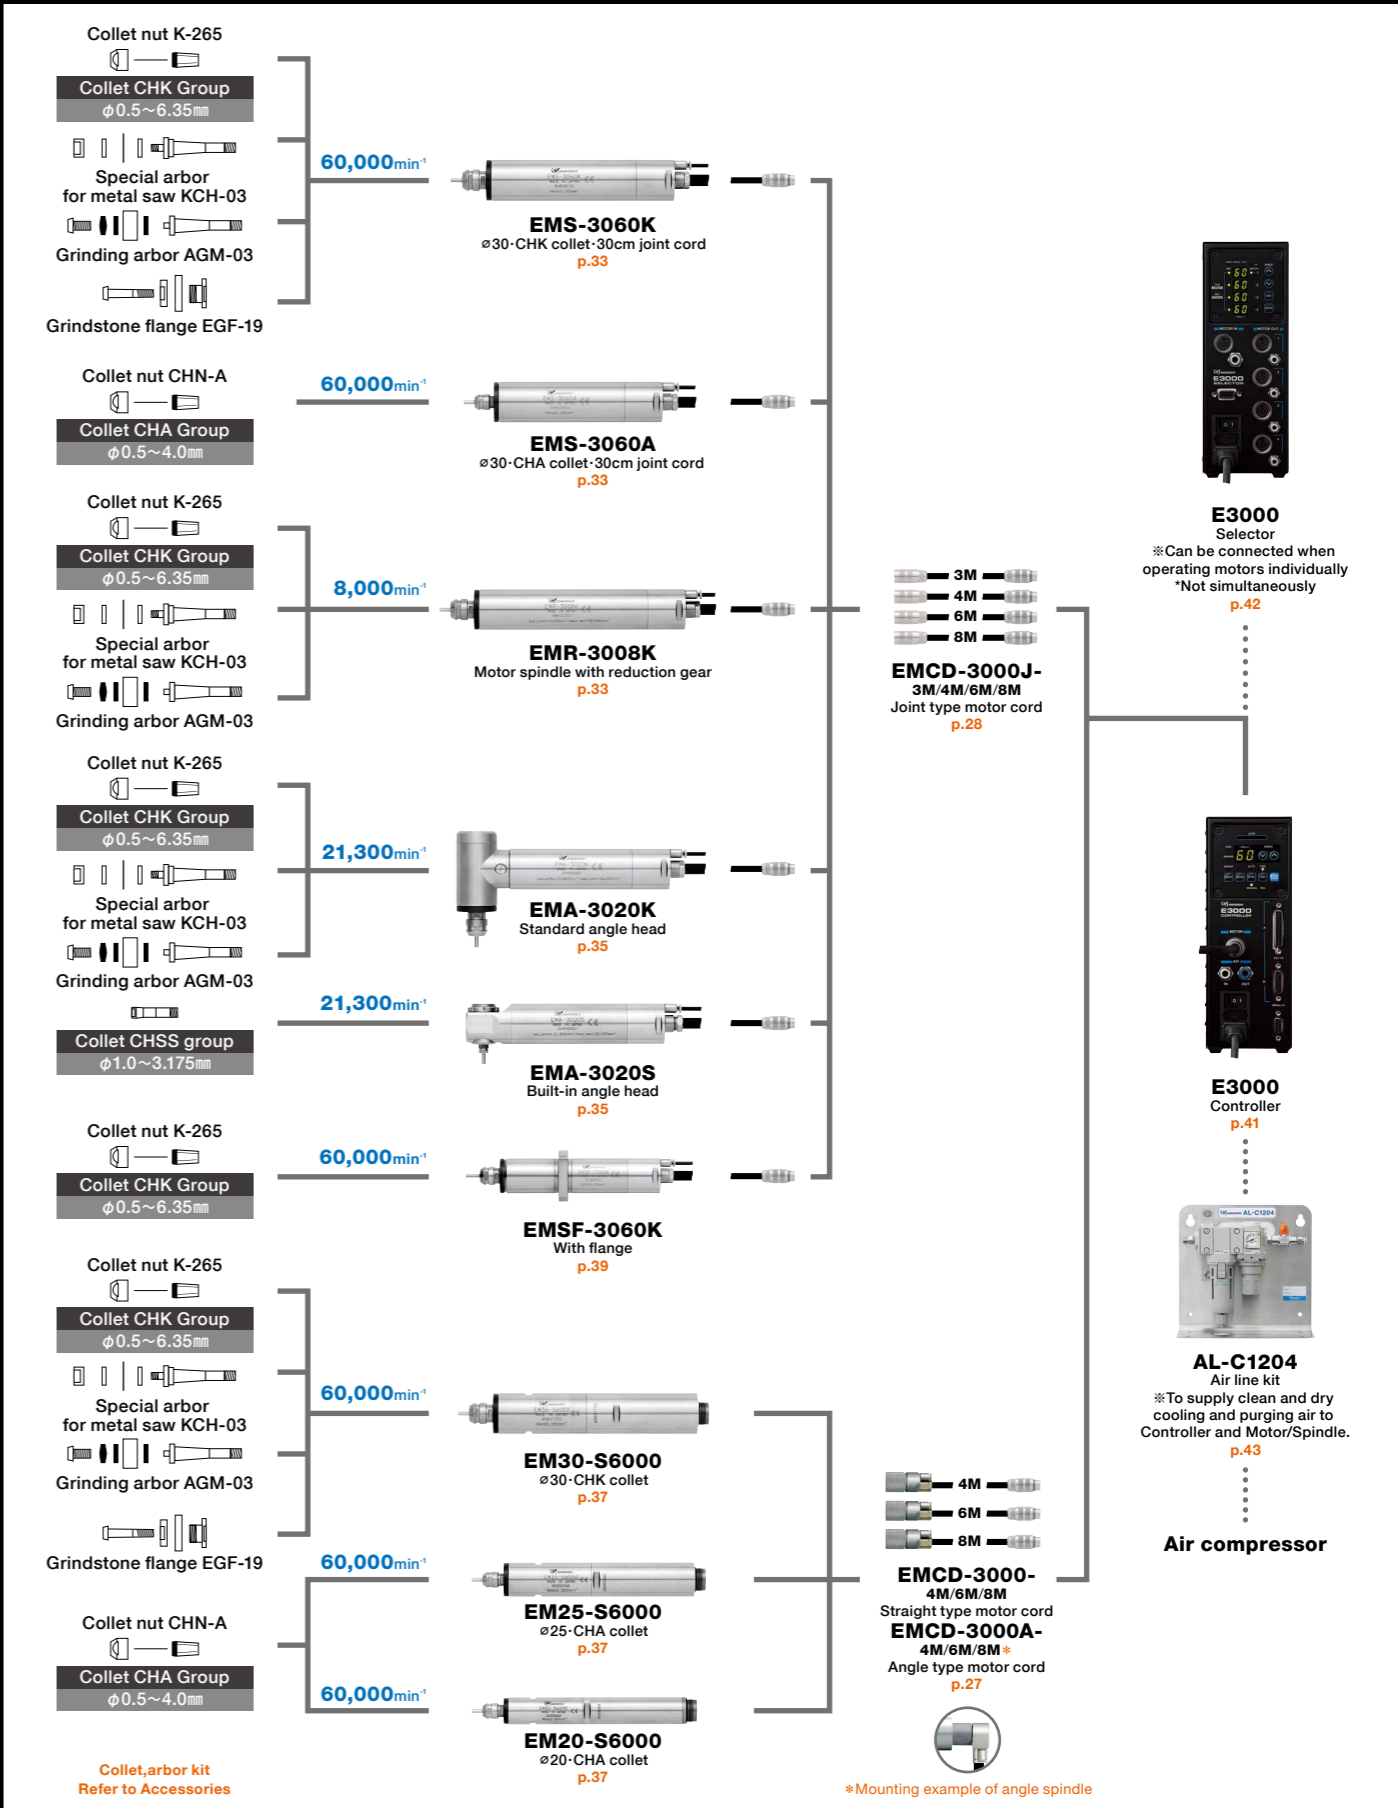 Collet nut K-265
Collet CHK Group
φ0.5～6.35㎜
Special arbor
for metal saw KCH-03
Grinding arbor AGM-03
Grindstone flange EGF-19
60,000min⁻¹
EMS-3060K
ø30·CHK collet·30cm joint cord
p.33
Collet nut CHN-A
Collet CHA Group
φ0.5～4.0㎜
60,000min⁻¹
EMS-3060A
ø30·CHA collet·30cm joint cord
p.33
Collet nut K-265
Collet CHK Group
φ0.5～6.35㎜
Special arbor
for metal saw KCH-03
Grinding arbor AGM-03
8,000min⁻¹
EMR-3008K
Motor spindle with reduction gear
p.33
Collet nut K-265
Collet CHK Group
φ0.5～6.35㎜
Special arbor
for metal saw KCH-03
Grinding arbor AGM-03
21,300min⁻¹
EMA-3020K
Standard angle head
p.35
Collet CHSS group
φ1.0～3.175㎜
21,300min⁻¹
EMA-3020S
Built-in angle head
p.35
Collet nut K-265
Collet CHK Group
φ0.5～6.35㎜
60,000min⁻¹
EMSF-3060K
With flange
p.39
Collet nut K-265
Collet CHK Group
φ0.5～6.35㎜
Special arbor
for metal saw KCH-03
Grinding arbor AGM-03
Grindstone flange EGF-19
60,000min⁻¹
EM30-S6000
ø30·CHK collet
p.37
Collet nut CHN-A
Collet CHA Group
φ0.5～4.0㎜
60,000min⁻¹
EM25-S6000
ø25·CHA collet
p.37
60,000min⁻¹
EM20-S6000
ø20·CHA collet
p.37
Collet,arbor kit
Refer to Accessories
3M
4M
6M
8M
EMCD-3000J-
3M/4M/6M/8M
Joint type motor cord
p.28
4M
6M
8M
EMCD-3000-
4M/6M/8M
Straight type motor cord
EMCD-3000A-
4M/6M/8M＊
Angle type motor cord
p.27
＊Mounting example of angle spindle
MOTOR IN
MOTOR OUT
E3000
SELECTOR
E3000
Selector
※Can be connected when
operating motors individually
*Not simultaneously
p.42
60
E3000
CONTROLLER
MOTOR
AIR
IN
OUT
E3000
Controller
p.41
AL-C1204
AL-C1204
Air line kit
※To supply clean and dry
cooling and purging air to
Controller and Motor/Spindle.
p.43
Air compressor